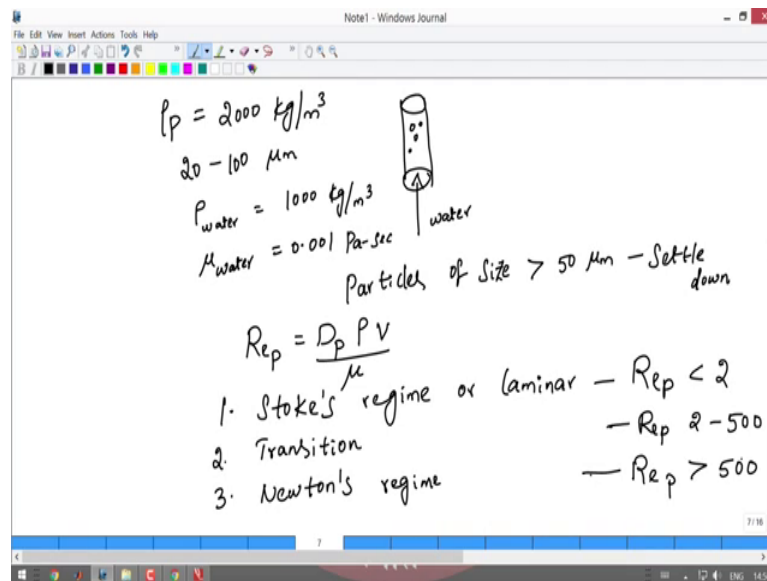 Note1 - Windows Journal
File Edit View Insert Actions Tools Help
ρp = 2000 kg/m³
20 - 100 μm
ρwater = 1000 kg/m³
water
μwater = 0.001 Pa-sec
Particles of Size > 50 μm - Settle
down
Rep = Dp ρ V / μ
1. Stoke's regime or laminar - Rep < 2
2. Transition - Rep 2 - 500
3. Newton's regime - Rep > 500
7/16
7
ENG